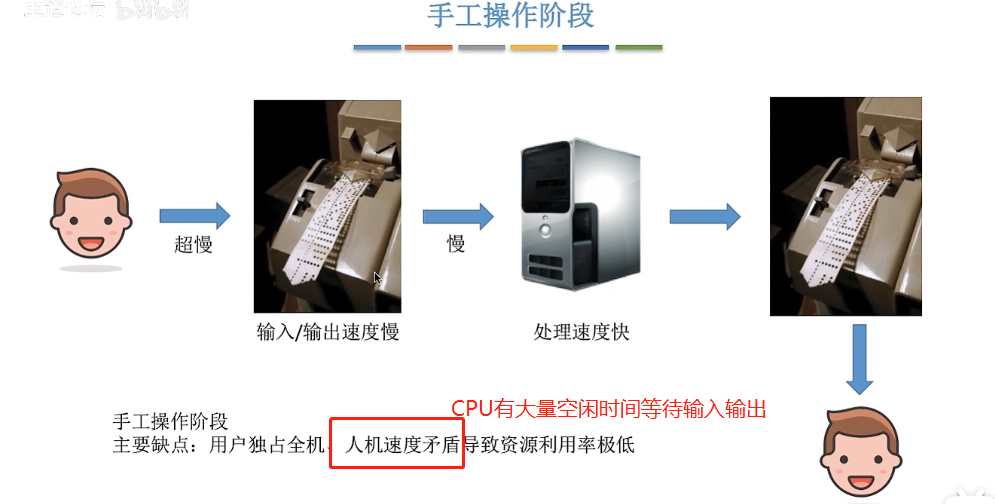 手工操作阶段
超慢
慢
输入/输出速度慢
处理速度快
CPU有大量空闲时间等待输入输出
手工操作阶段
主要缺点：用户独占全机、人机速度矛盾导致资源利用率极低